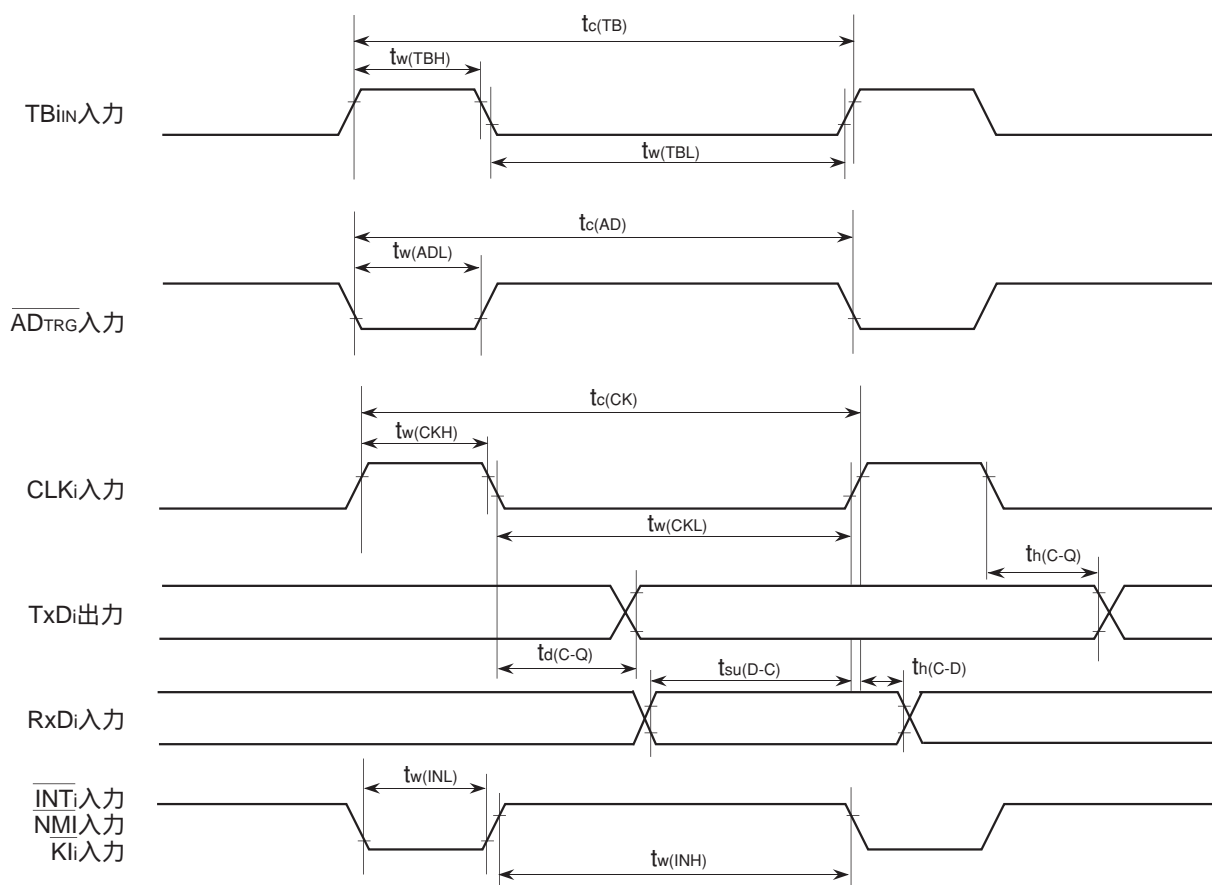 tc(TB)
tw(TBH)
TBiIN入力
tw(TBL)
tc(AD)
tw(ADL)
ADTRG入力
tc(CK)
tw(CKH)
CLKi入力
tw(CKL)
th(C-Q)
TxDi出力
td(C-Q)
tsu(D-C)
th(C-D)
RxDi入力
tw(INL)
INTi入力
NMI入力
KIi入力
tw(INH)